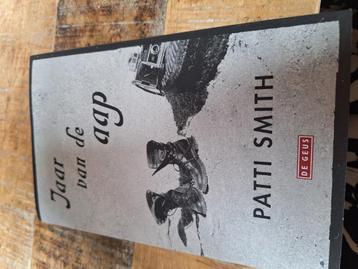 Jaar
van de
aap
PATTI SMITH
DE GEUS